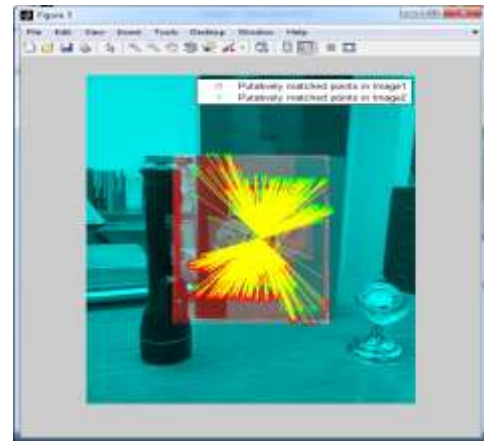 Figure 3
File Edit View Insert Tools Desktop Window Help
Putatively matched points in Image1
Putatively matched points in Image2